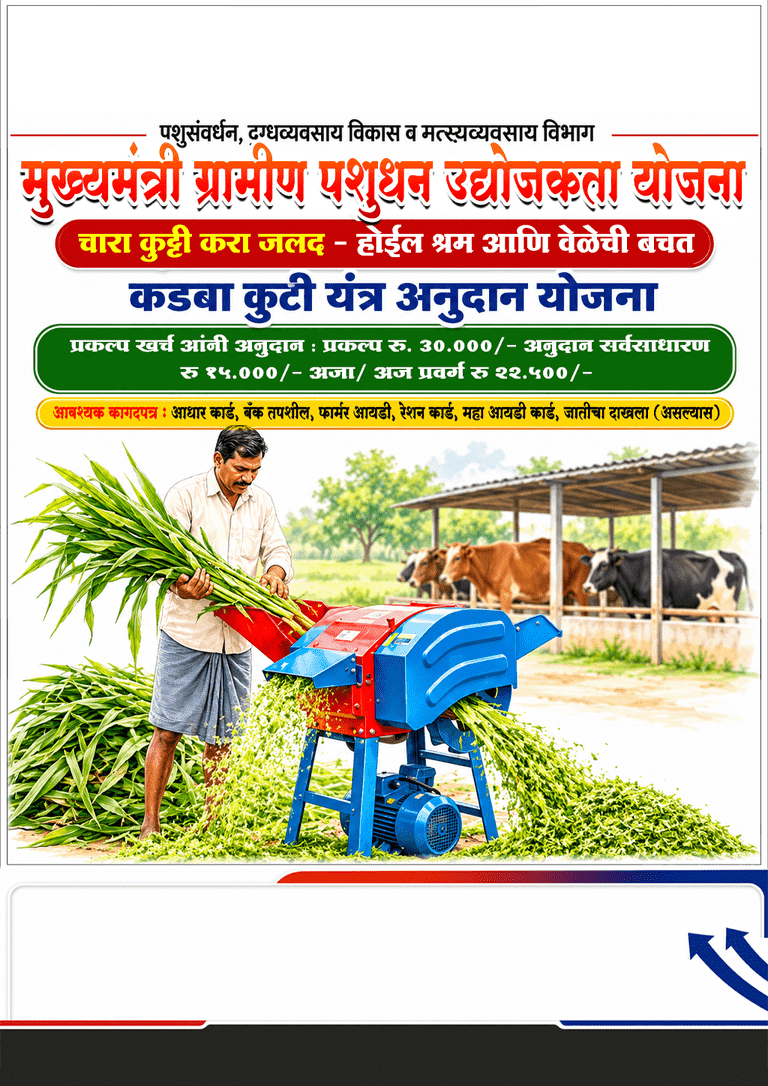 पशुसंवर्धन, दुग्धव्यवसाय विकास व मत्स्यव्यवसाय विभाग
मुख्यमंत्री ग्रामीण पशुधन उद्योजकता योजना
चारा कुट्टी करा जलद - होईल श्रम आणि वेळेची बचत
कडबा कुटी यंत्र अनुदान योजना
प्रकल्प खर्च आंनी अनुदान : प्रकल्प रु. ३०.०००/- अनुदान सर्वसाधारण
रु १५.०००/- अजा/ अज प्रवर्ग रु २२.५००/-
आवश्यक कागदपत्र : आधार कार्ड, बँक तपशील, फार्मर आयडी, रेशन कार्ड, महा आयडी कार्ड, जातीचा दाखला (असल्यास)